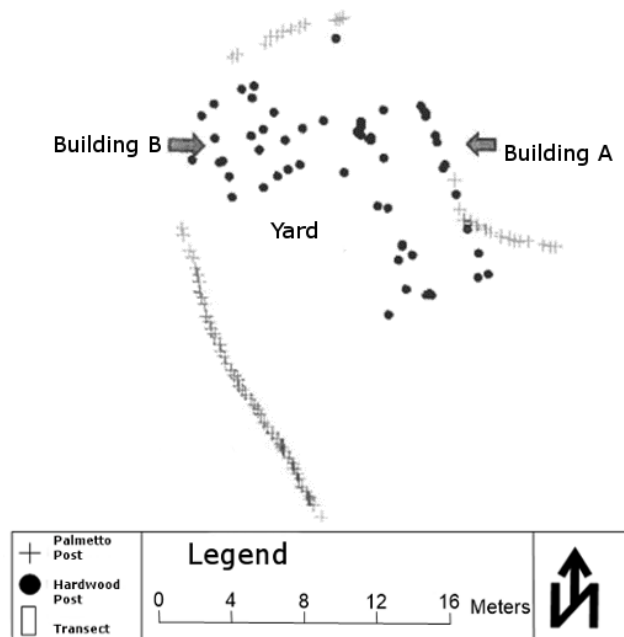 Building B
Building A
Yard
Palmetto
Post
Hardwood
Post
Transect
Legend
0 4 8 12 16 Meters
N